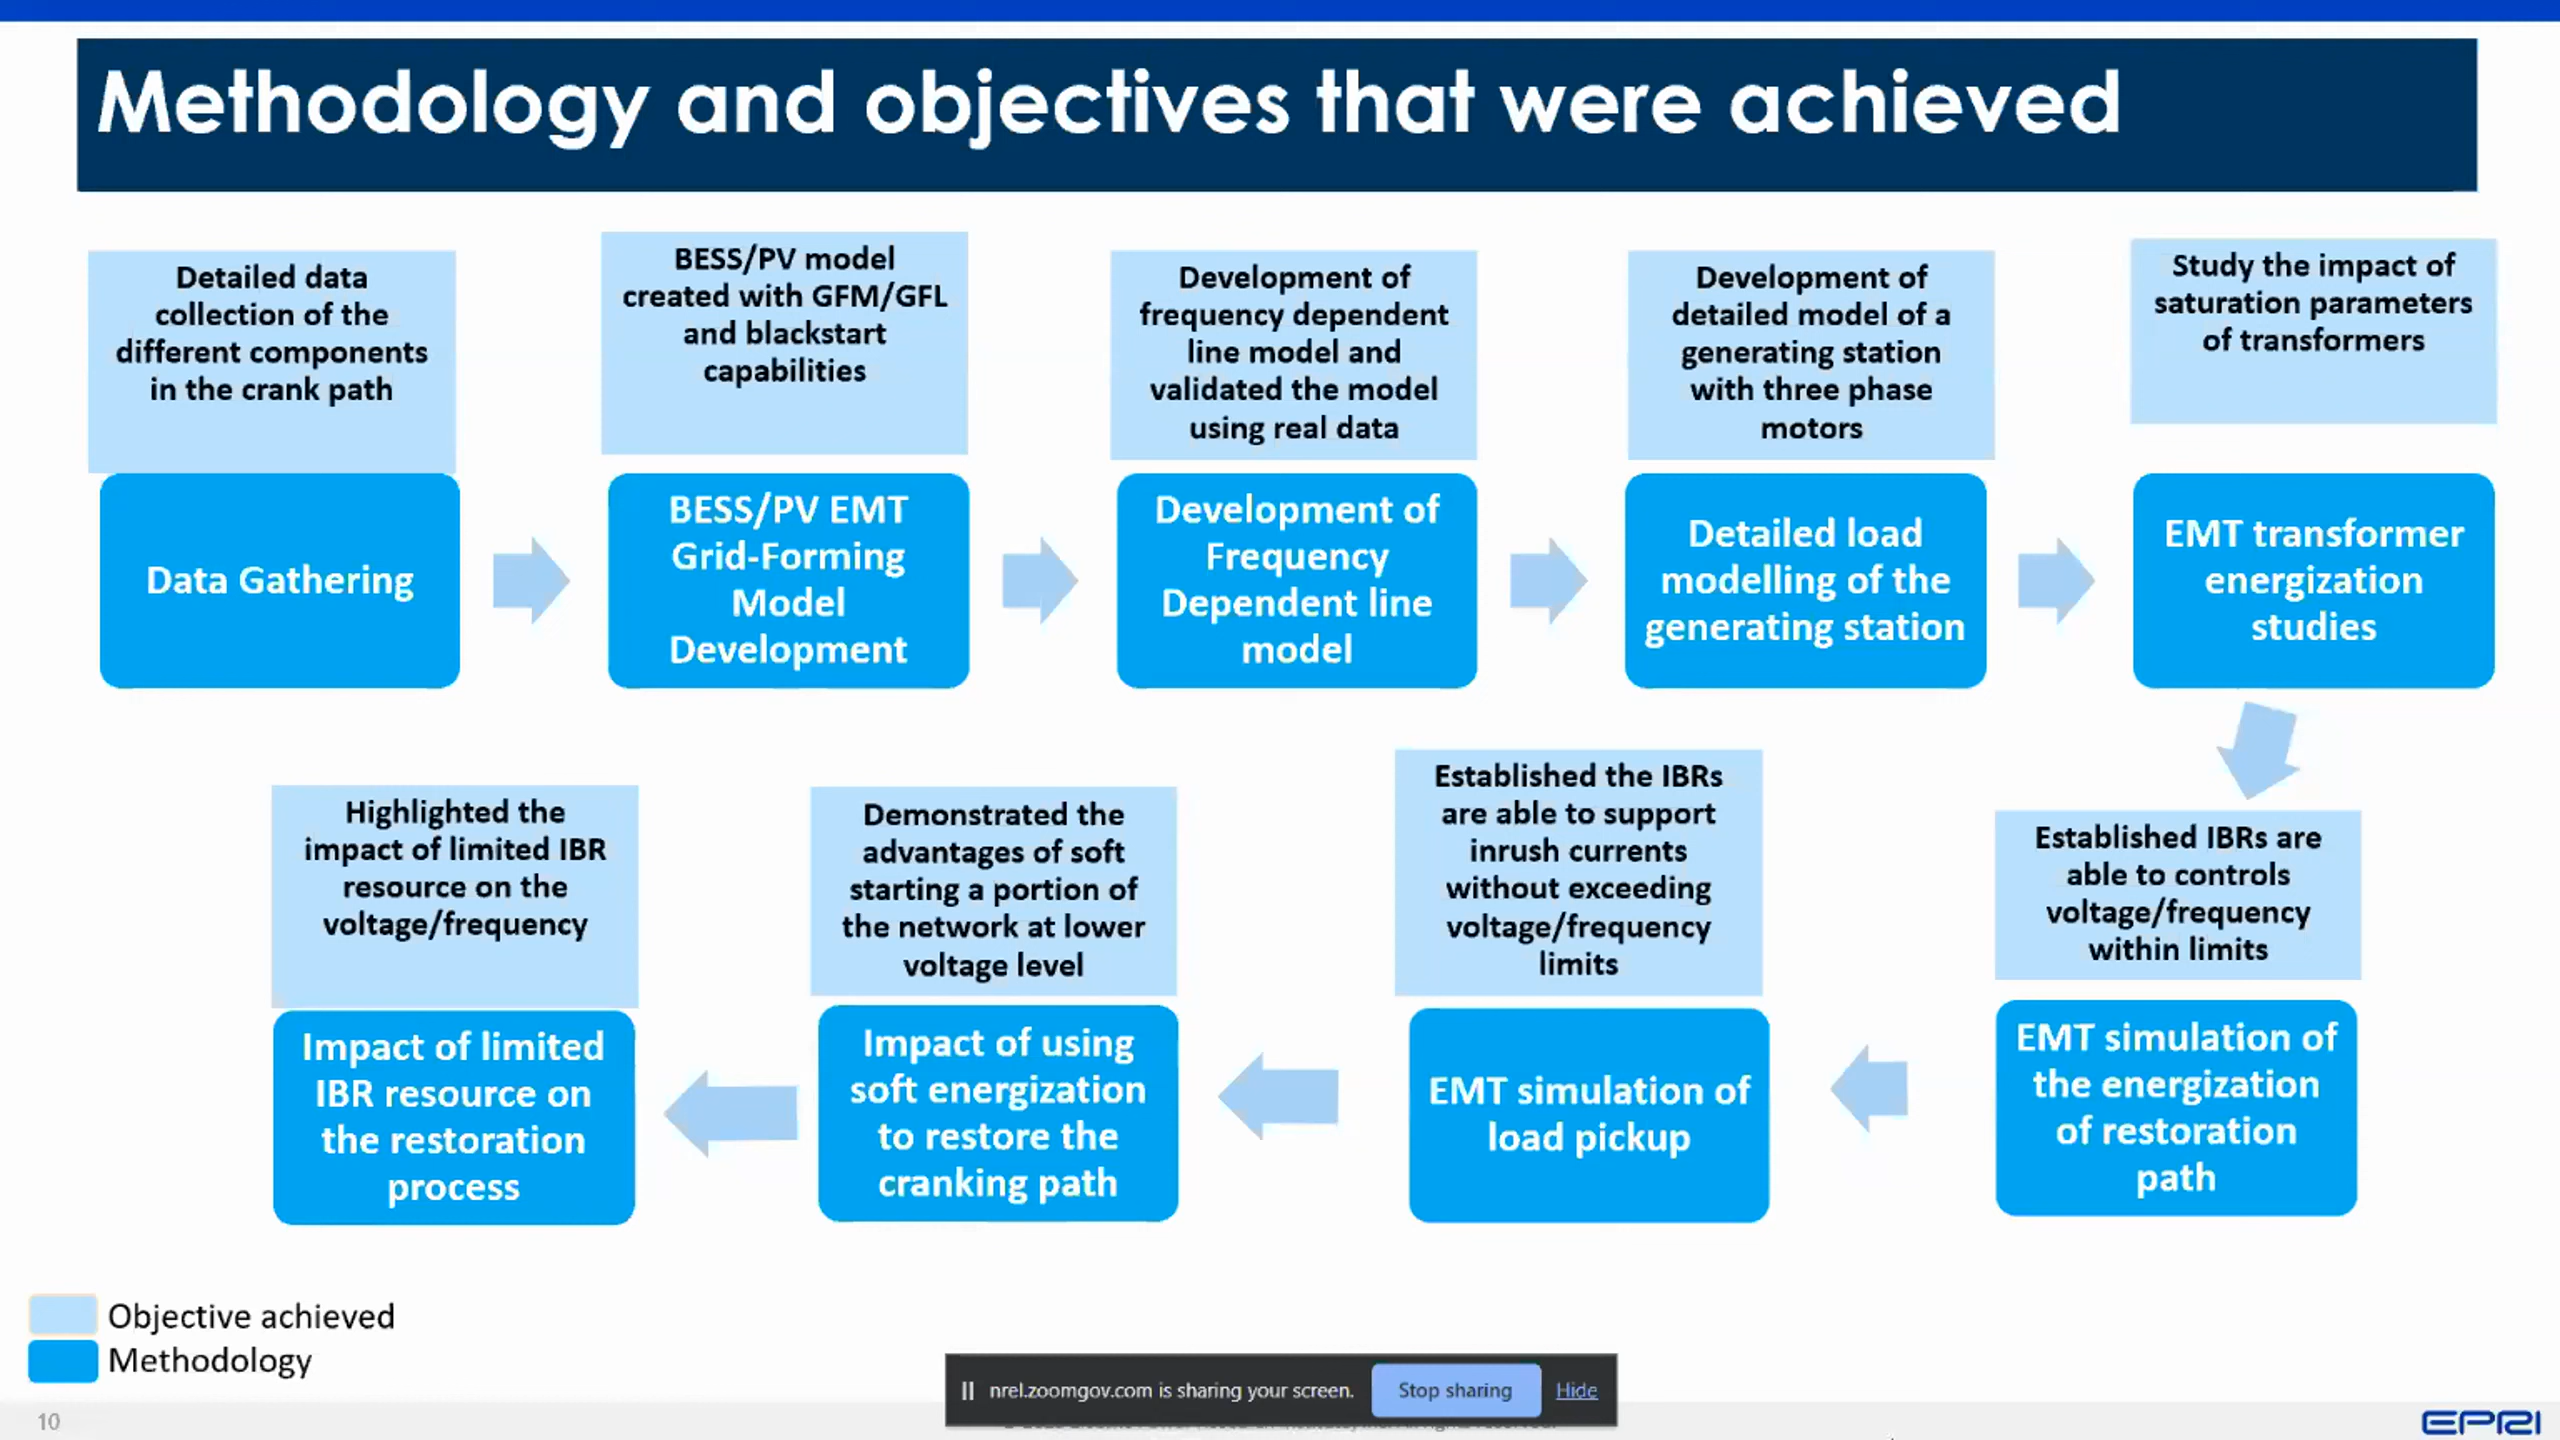 Methodology and objectives that were achieved
Detailed data
collection of the
different components
in the crank path
Data Gathering
BESS/PV model
created with GFM/GFL
and blackstart
capabilities
BESS/PV EMT
Grid-Forming
Model
Development
Development of
frequency dependent
line model and
validated the model
using real data
Development of
Frequency
Dependent line
model
Development of
detailed model of a
generating station
with three phase
motors
Detailed load
modelling of the
generating station
Study the impact of
saturation parameters
of transformers
EMT transformer
energization
studies
Established IBRs are
able to controls
voltage/frequency
within limits
EMT simulation of
the energization
of restoration
path
Established the IBRs
are able to support
inrush currents
without exceeding
voltage/frequency
limits
EMT simulation of
load pickup
Demonstrated the
advantages of soft
starting a portion of
the network at lower
voltage level
Impact of using
soft energization
to restore the
cranking path
Highlighted the
impact of limited IBR
resource on the
voltage/frequency
Impact of limited
IBR resource on
the restoration
process
Objective achieved
Methodology
nrel.zoomgov.com is sharing your screen.
Stop sharing
Hide
10
EPRI